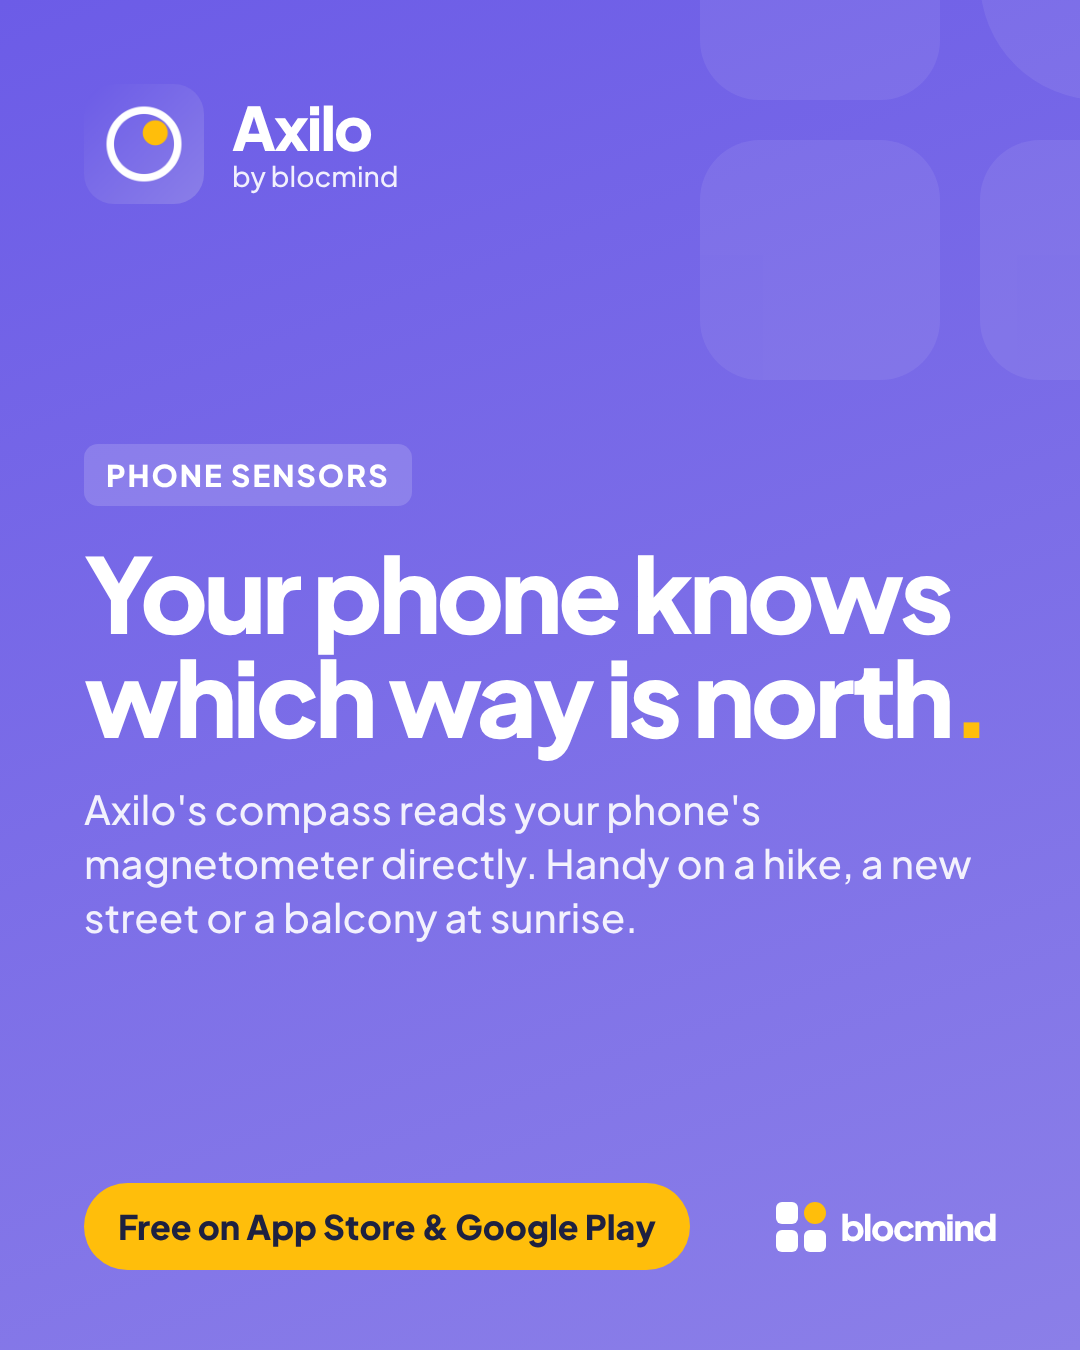 Axilo
by blocmind
PHONE SENSORS
Your phone knows
which way is north.
Axilo's compass reads your phone's
magnetometer directly. Handy on a hike, a new
street or a balcony at sunrise.
Free on App Store & Google Play
blocmind